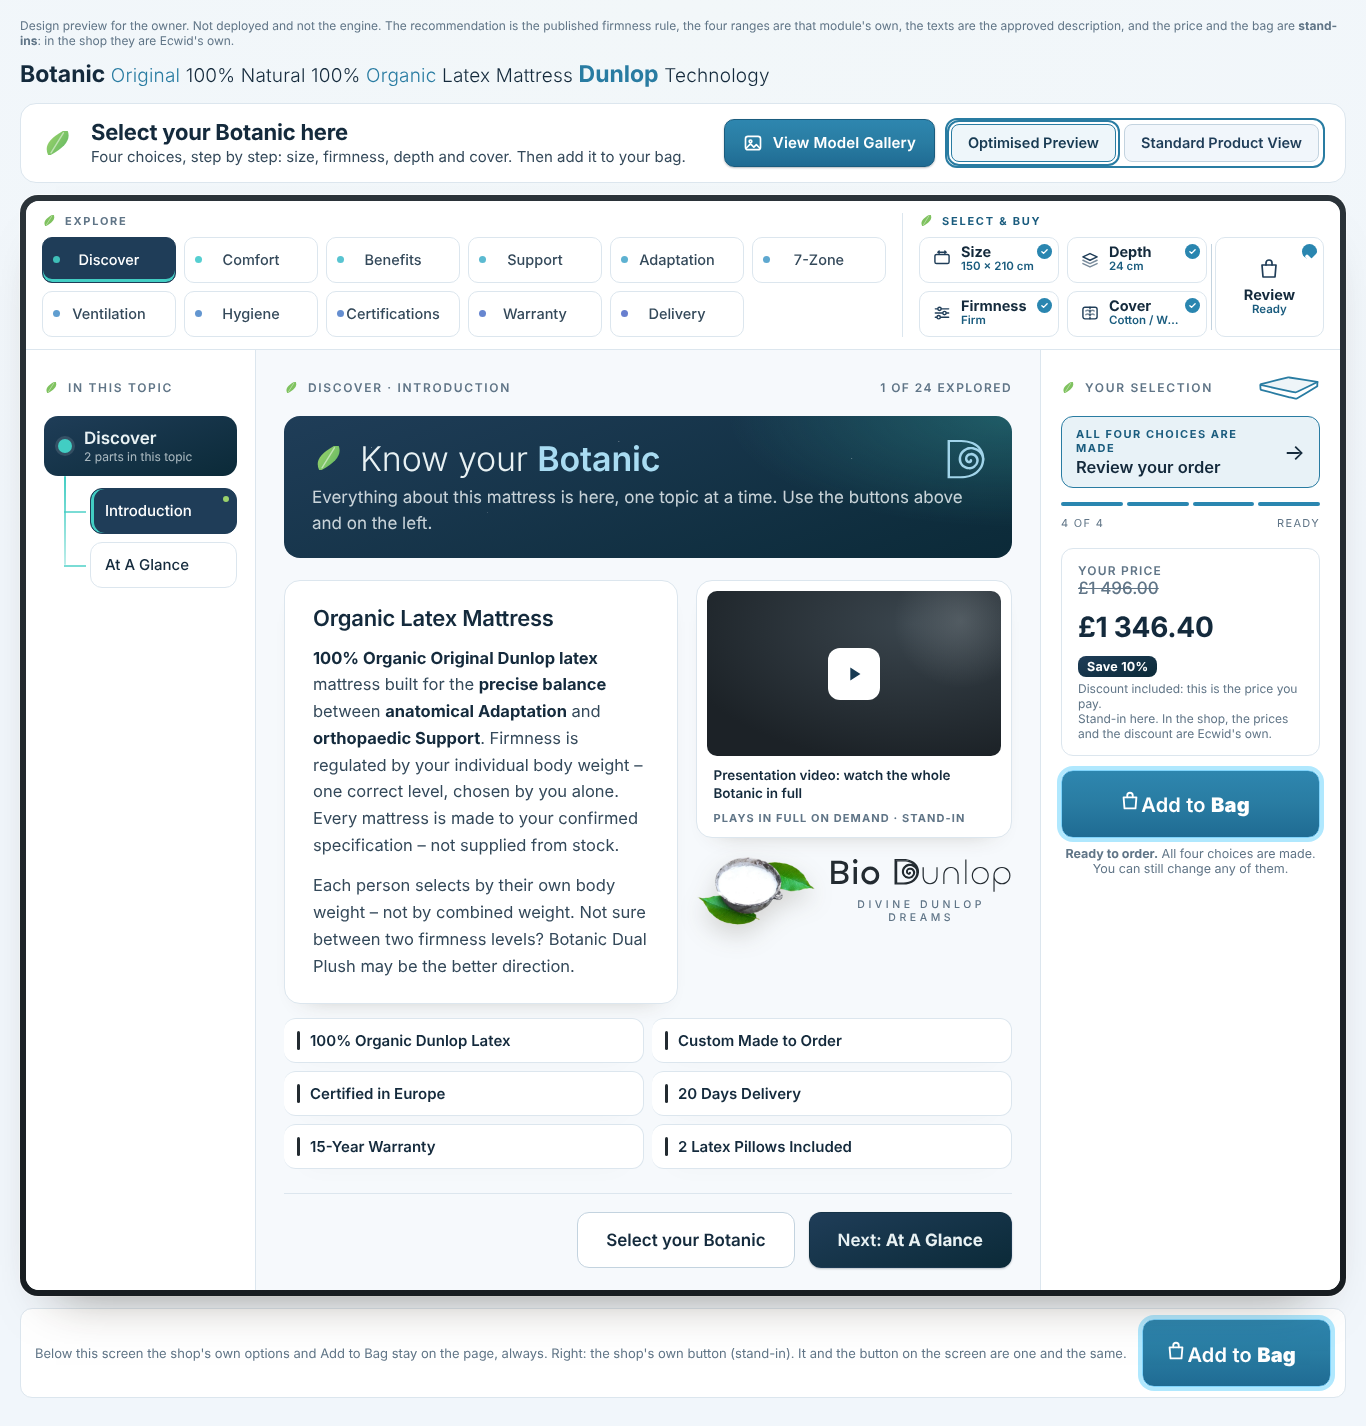 Design preview for the owner. Not deployed and not the engine. The recommendation is the published firmness rule, the four ranges are that module's own, the texts are the approved description, and the price and the bag are stand-
ins: in the shop they are Ecwid's own.
Botanic Original 100% Natural 100% Organic Latex Mattress Dunlop Technology
Select your Botanic here
Four choices, step by step: size, firmness, depth and cover. Then add it to your bag.
View Model Gallery
Optimised Preview
Standard Product View
EXPLORE
Discover
Comfort
Benefits
Support
Adaptation
7-Zone
Ventilation
Hygiene
Certifications
Warranty
Delivery
SELECT & BUY
Size
150 × 210 cm
Depth
24 cm
Firmness
Firm
Cover
Cotton / W...
Review
Ready
IN THIS TOPIC
Discover
2 parts in this topic
Introduction
At A Glance
DISCOVER · INTRODUCTION
1 OF 24 EXPLORED
Know your Botanic
Everything about this mattress is here, one topic at a time. Use the buttons above
and on the left.
Organic Latex Mattress
100% Organic Original Dunlop latex
mattress built for the precise balance
between anatomical Adaptation and
orthopaedic Support. Firmness is
regulated by your individual body weight –
one correct level, chosen by you alone.
Every mattress is made to your confirmed
specification – not supplied from stock.
Each person selects by their own body
weight – not by combined weight. Not sure
between two firmness levels? Botanic Dual
Plush may be the better direction.
Presentation video: watch the whole
Botanic in full
PLAYS IN FULL ON DEMAND · STAND-IN
Bio Dunlop
DIVINE DUNLOP
DREAMS
100% Organic Dunlop Latex
Custom Made to Order
Certified in Europe
20 Days Delivery
15-Year Warranty
2 Latex Pillows Included
Select your Botanic
Next: At A Glance
YOUR SELECTION
ALL FOUR CHOICES ARE
MADE
Review your order
4 OF 4
READY
YOUR PRICE
£1 496.00
£1 346.40
Save 10%
Discount included: this is the price you
pay.
Stand-in here. In the shop, the prices
and the discount are Ecwid's own.
Add to Bag
Ready to order. All four choices are made.
You can still change any of them.
Below this screen the shop's own options and Add to Bag stay on the page, always. Right: the shop's own button (stand-in). It and the button on the screen are one and the same.
Add to Bag